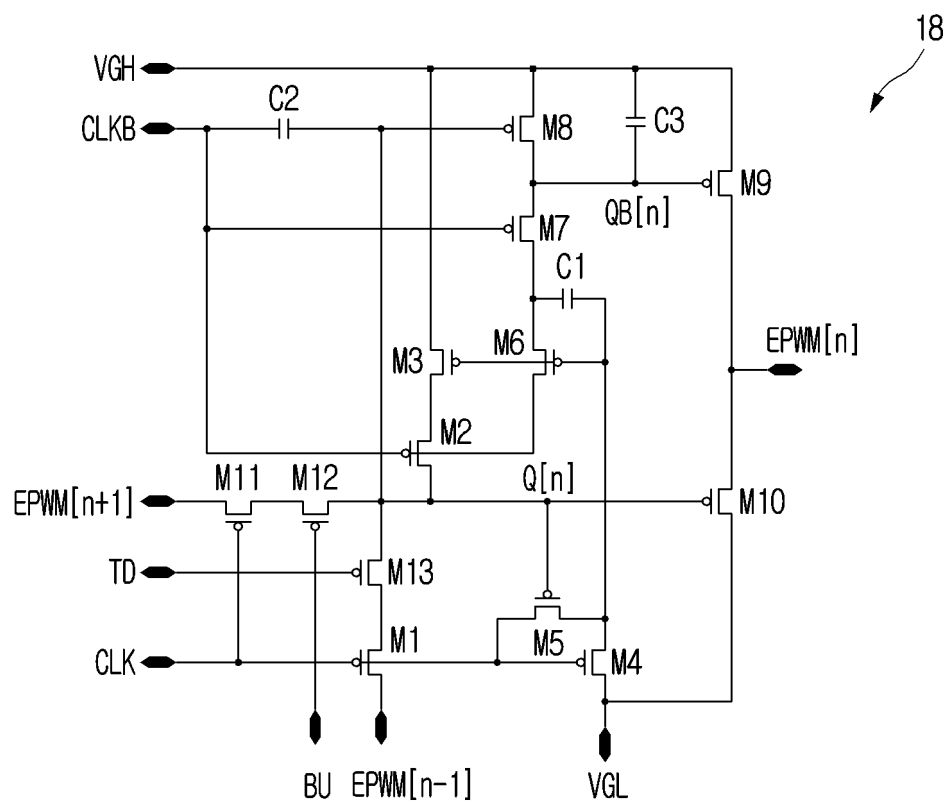 18
VGH
C2
CLKB
M8
C3
M9
QB[n]
M7
C1
M3
M6
EPWM[n]
M2
M11
M12
Q[n]
EPWM[n+1]
M10
TD
M13
M1
M5
CLK
M4
BU
EPWM[n-1]
VGL